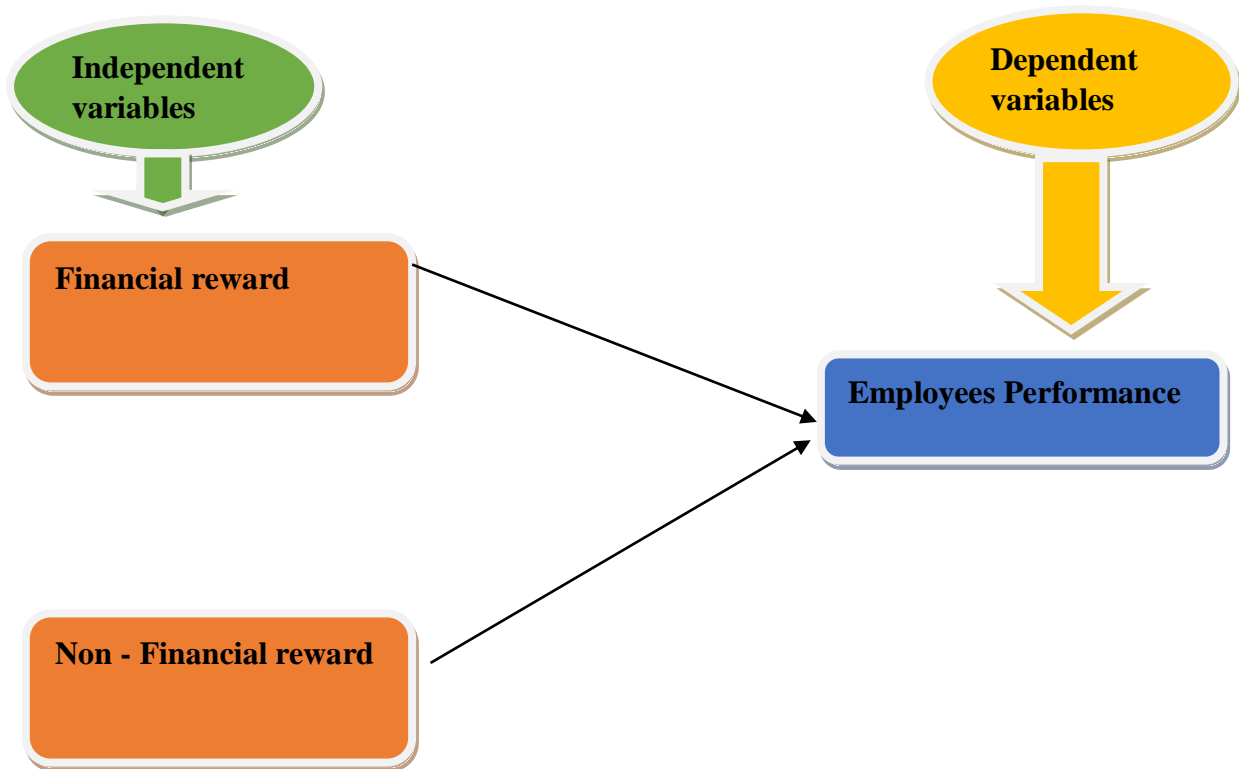 Independent
variables
Dependent
variables
Financial reward
Employees Performance
Non - Financial reward